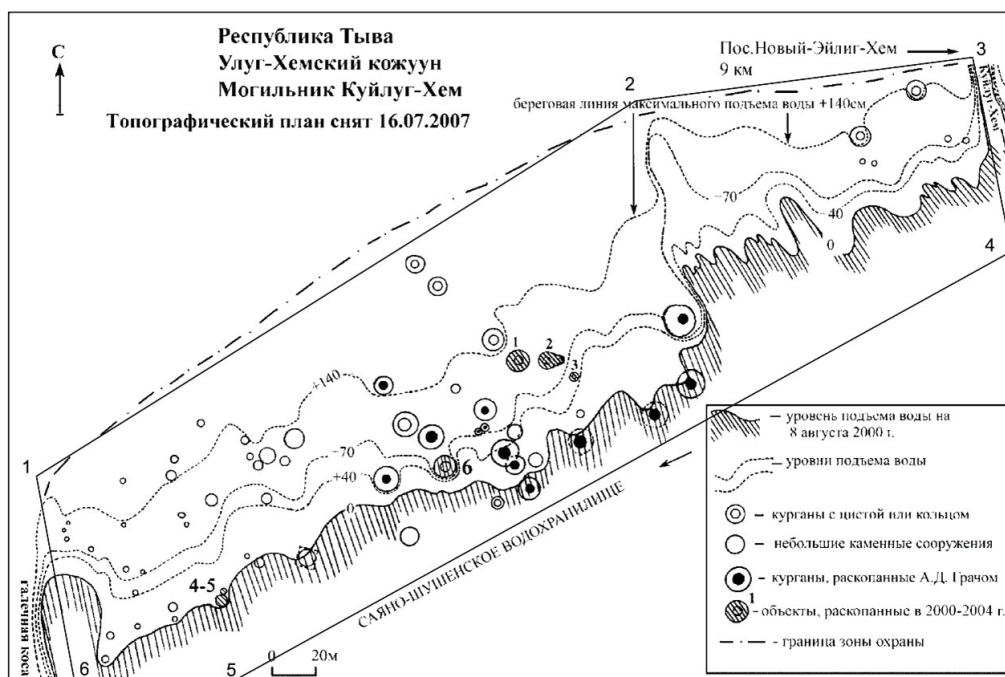 С
Республика Тыва
Улуг-Хемский кожуун
Могильник Куйлуг-Хем
Топографический план снят 16.07.2007
Пос.Новый-Эйлиг-Хем
9 км
3
2
береговая линия максимального подъема воды +140см
Куйлуг-Хем
+70
40
0
4
1
2
3
+140
+70
+40
0
6
1
4-5
галечная коса
6
5
0 20м
САЯНО-ШУШЕНСКОЕ ВОДОХРАНИЛИЩЕ
– уровень подъема воды на
8 августа 2000 г.
– уровни подъема воды
– курганы с цистой или кольцом
– небольшие каменные сооружения
– курганы, раскопанные А.Д. Грачом
1
– объекты, раскопанные в 2000-2004 г.
- граница зоны охраны